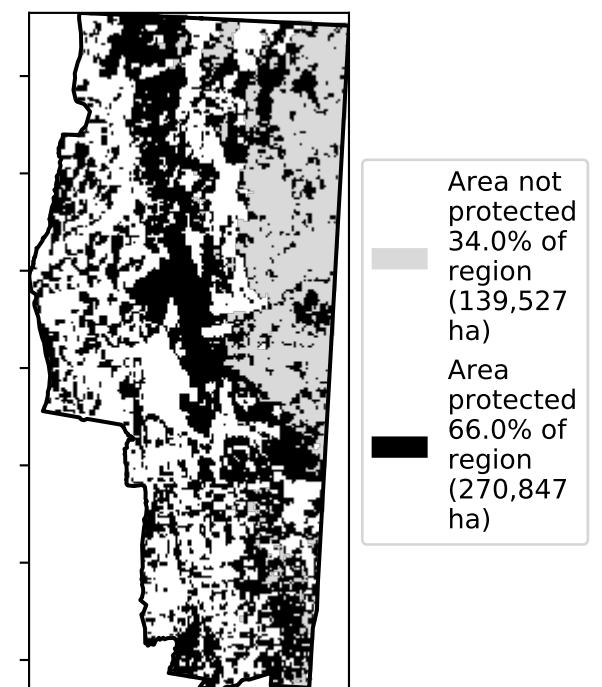 Area not
protected
34.0% of
region
(139,527
ha)
Area
protected
66.0% of
region
(270,847
ha)